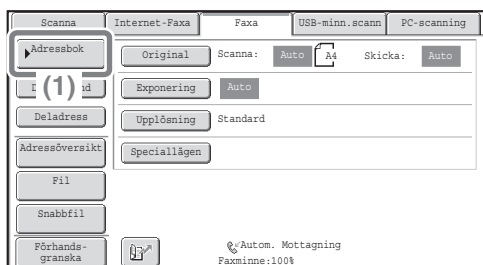 Scanna Internet-Faxa Faxa USB-minn.scann PC-scanning
Adressbok Original Scanna: Auto A4 Skicka: Auto
(1) Exponering Auto
Deladress Upplösning Standard
Adressöversikt Speciallägen
Fil
Snabbfil
Förhands-
granska Autom. Mottagning
Faxminne:100%